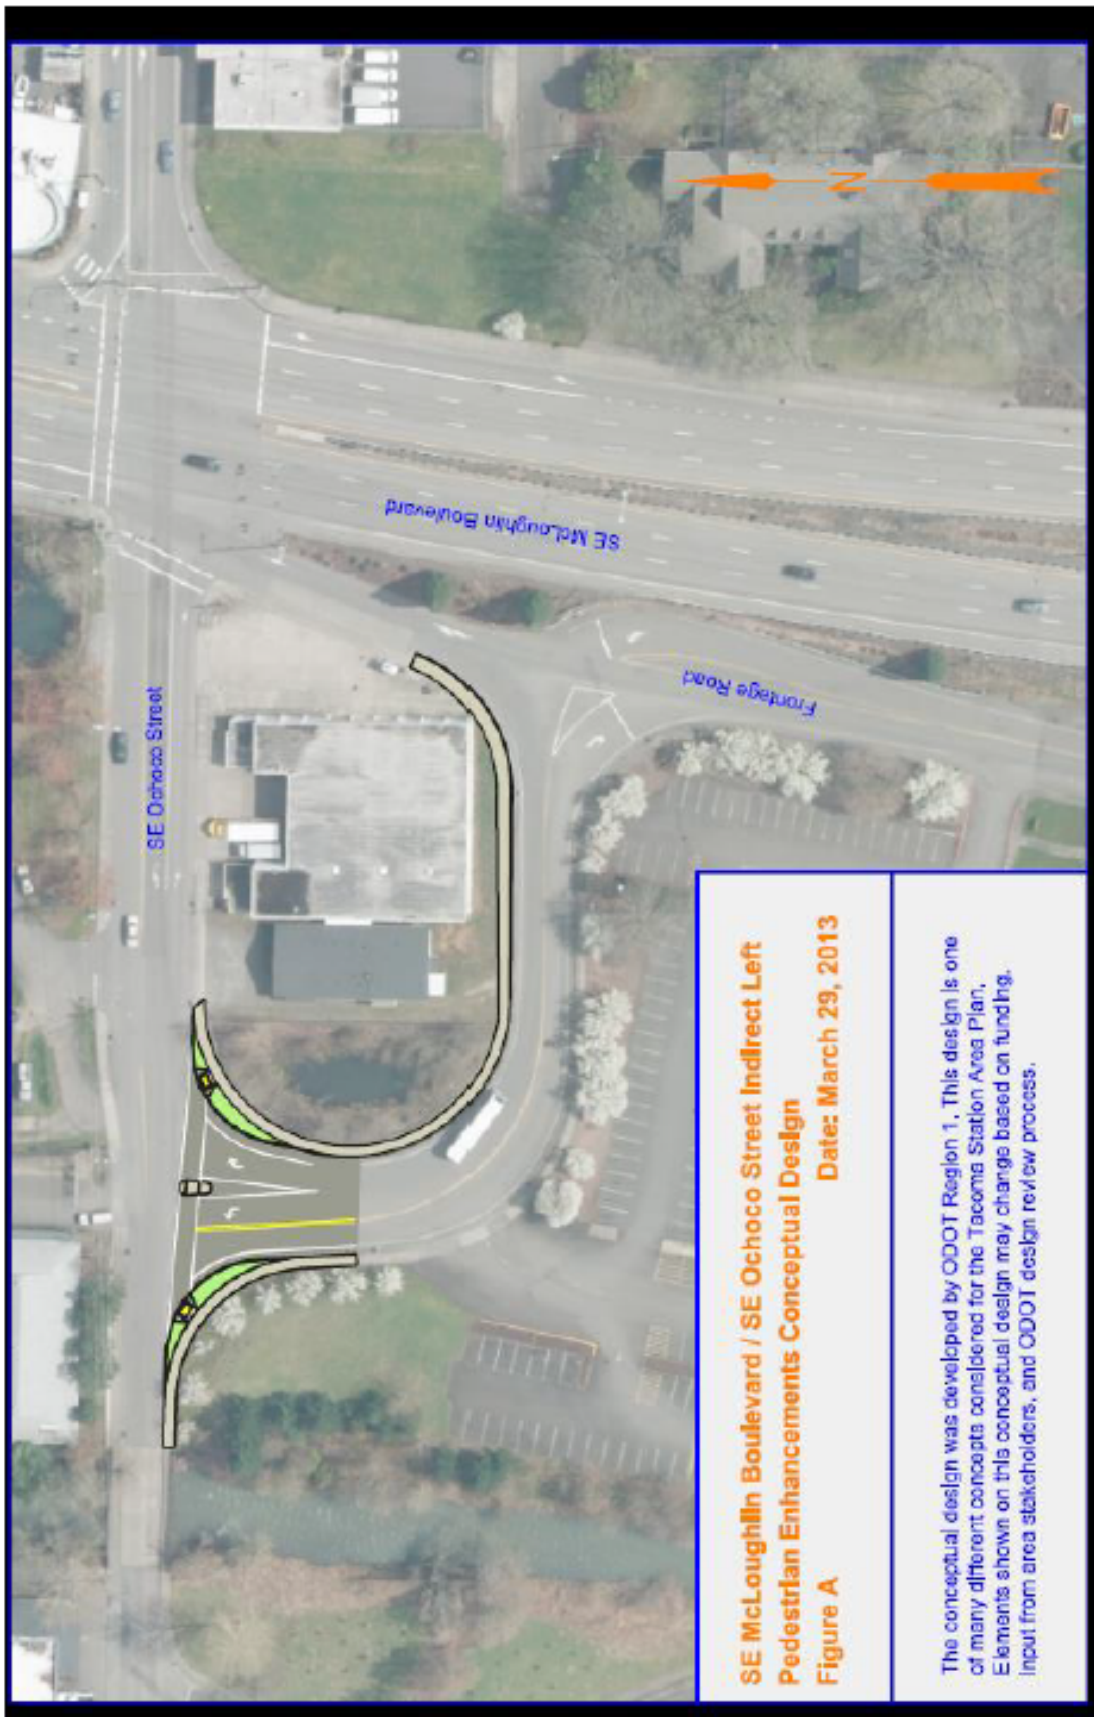 SE McLoughlin Boulevard / SE Ochoco Street Indirect Left
Pedestrian Enhancements Conceptual Design
Figure A Date: March 29, 2013
The conceptual design was developed by ODOT Region 1. This design is one
of many different concepts considered for the Tacoma Station Area Plan.
Elements shown on this conceptual design may change based on funding,
input from area stakeholders, and ODOT design review process.
SE Ochoco Street
SE McLoughlin Boulevard
Frontage Road
N